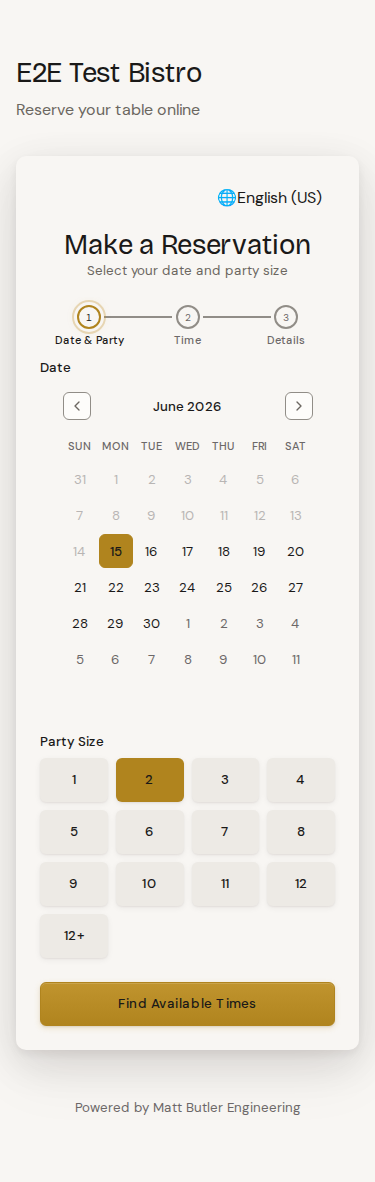 E2E Test Bistro
Reserve your table online
🌐English (US)
Make a Reservation
Select your date and party size
1 2 3
Date & Party Time Details
Date
June 2026
SUN MON TUE WED THU FRI SAT
31 1 2 3 4 5 6
7 8 9 10 11 12 13
14 15 16 17 18 19 20
21 22 23 24 25 26 27
28 29 30 1 2 3 4
5 6 7 8 9 10 11
Party Size
1 2 3 4
5 6 7 8
9 10 11 12
12+
Find Available Times
Powered by Matt Butler Engineering